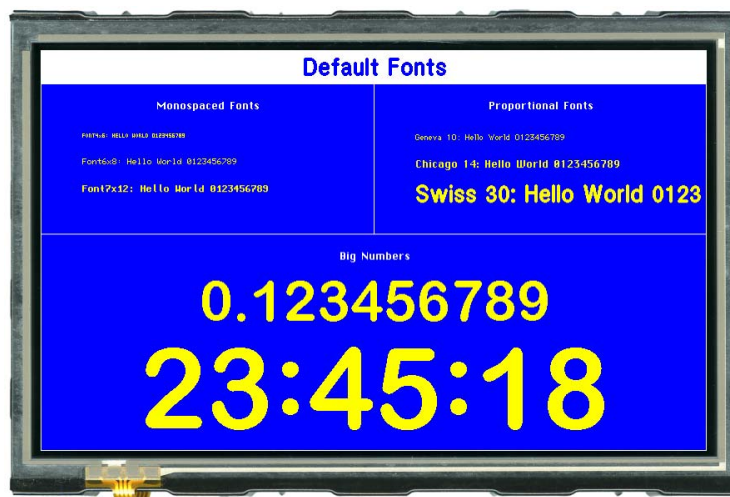 Default Fonts
Monospaced Fonts
FONT4x6: HELLO WORLD 0123456789
Font6x8: Hello World 0123456789
Font7x12: Hello World 0123456789
Proportional Fonts
Geneva 10: Hello World 0123456789
Chicago 14: Hello World 0123456789
Swiss 30: Hello World 0123
Big Numbers
0.123456789
23:45:18